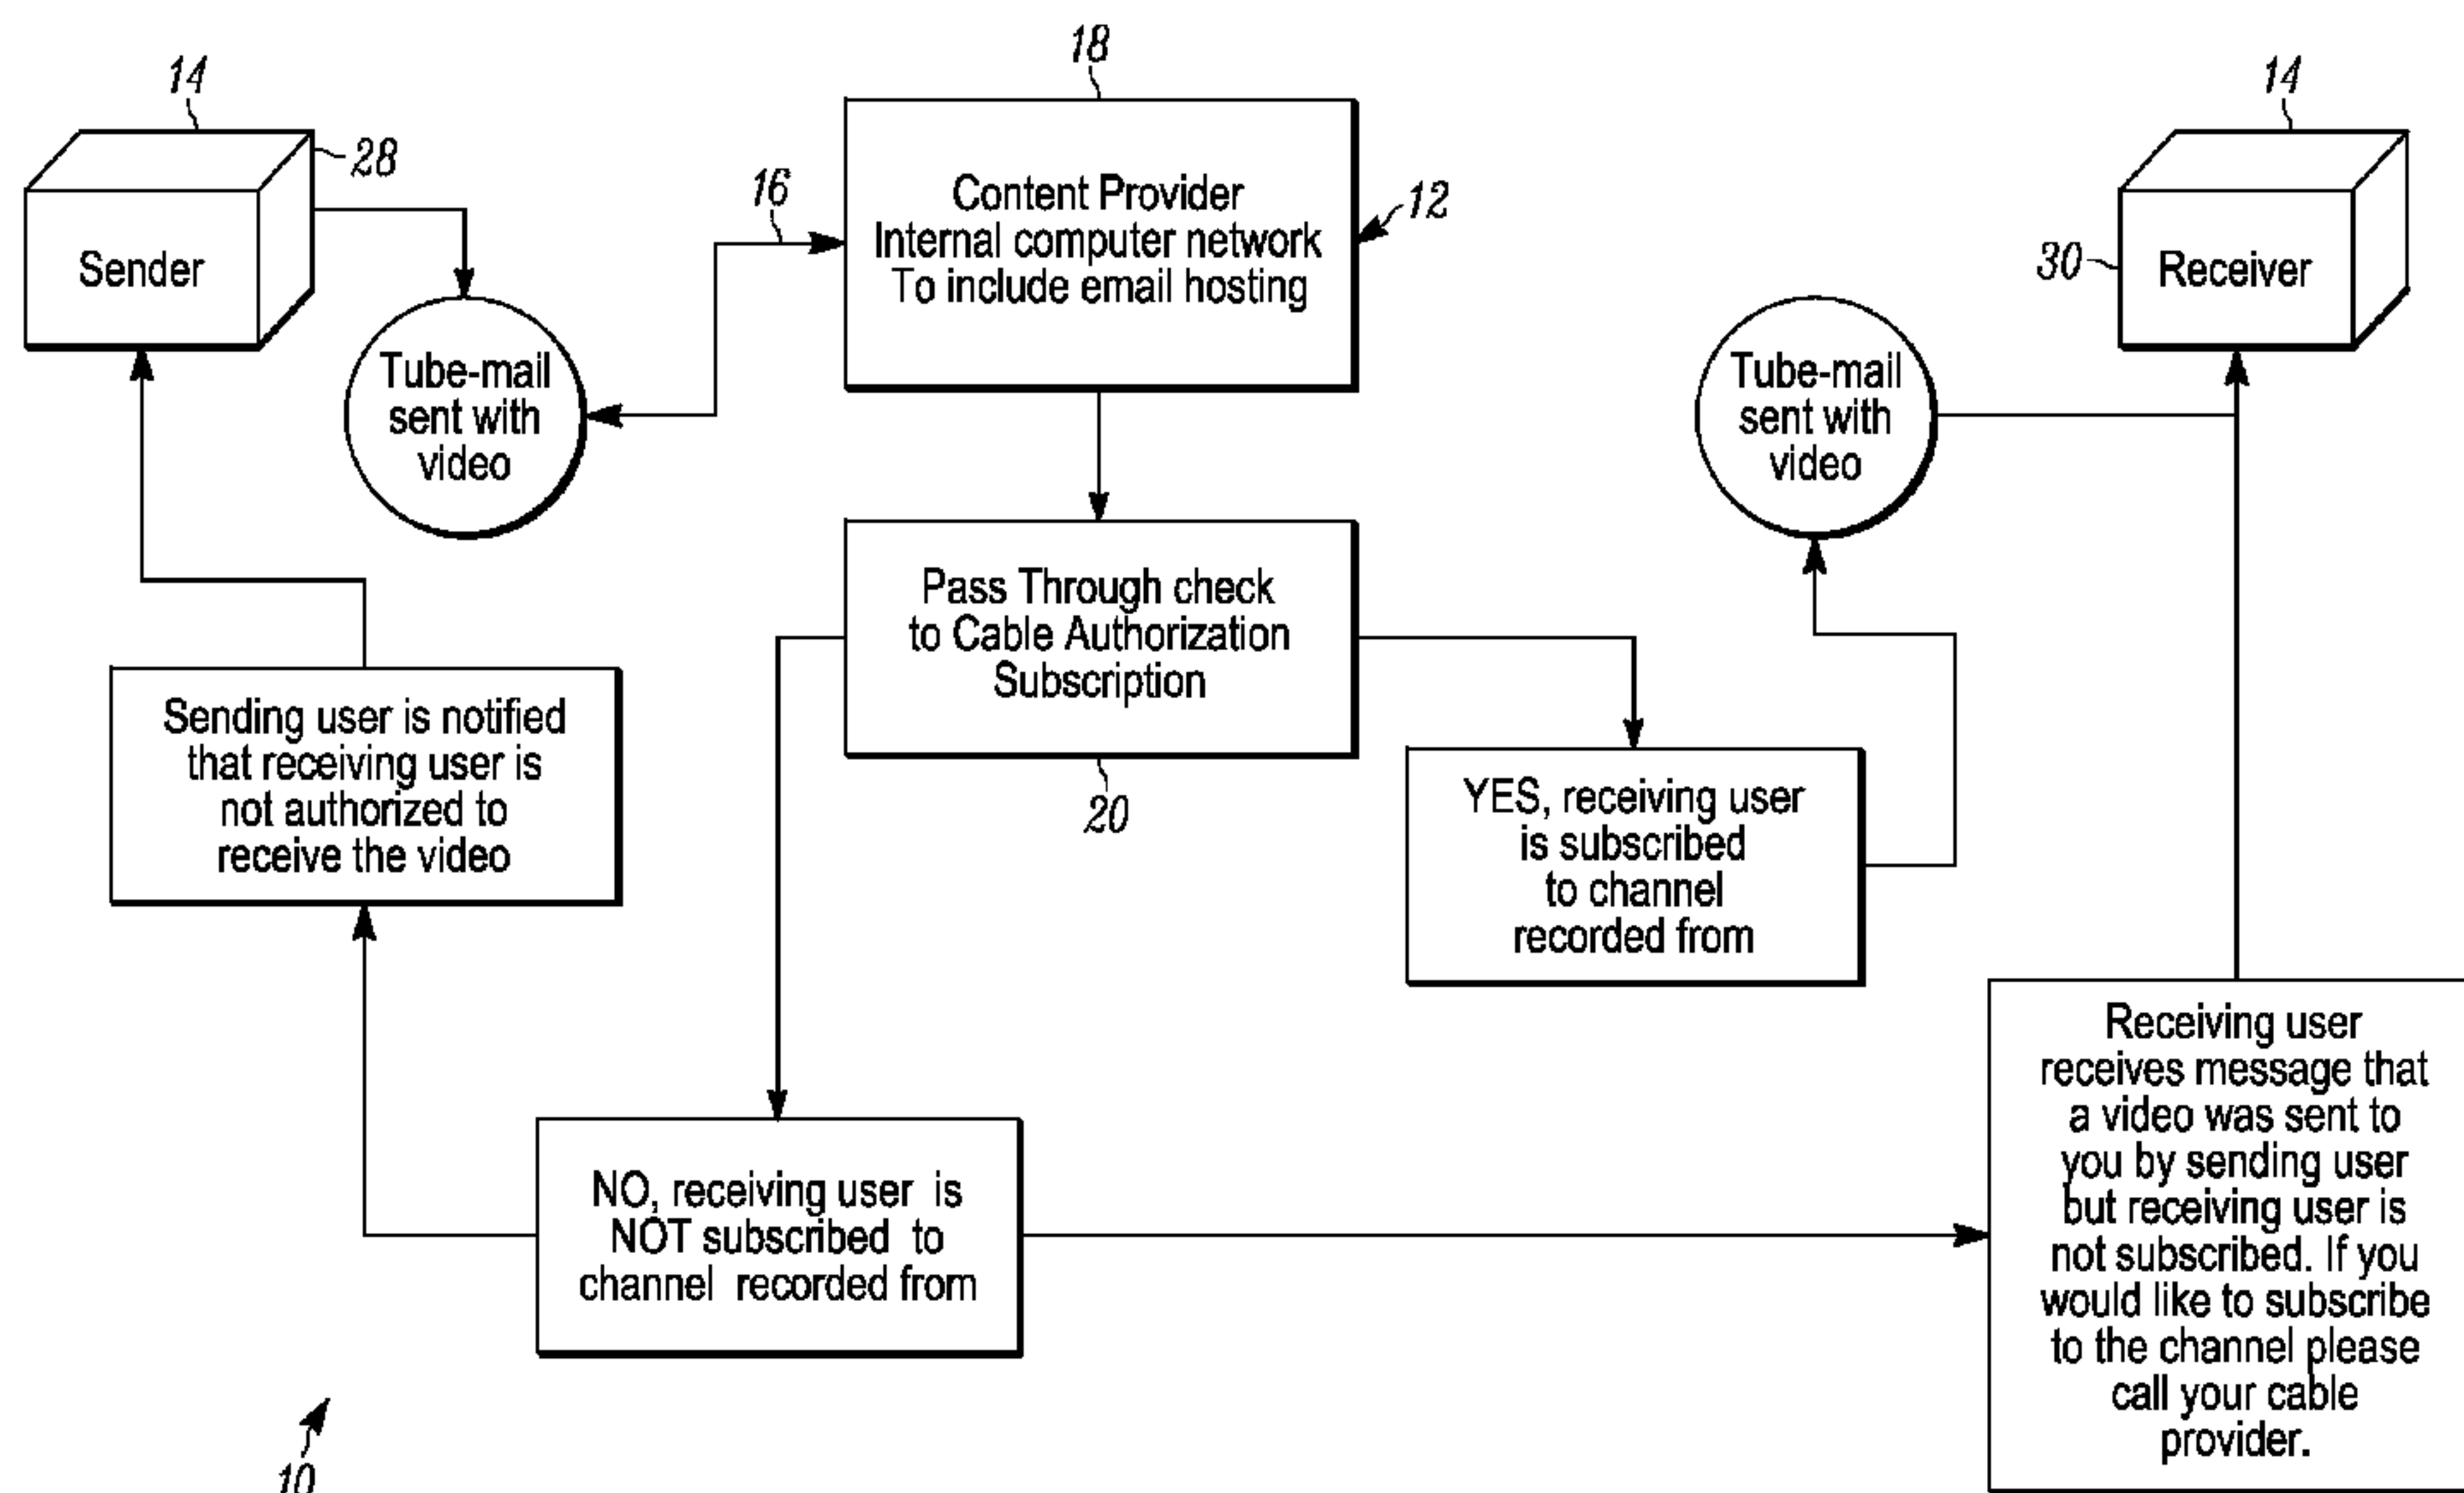 14
28
Sender
Tube-mail
sent with
video
16
18
Content Provider
Internal computer network
To include email hosting
12
14
30
Receiver
Tube-mail
sent with
video
Pass Through check
to Cable Authorization
Subscription
20
Sending user is notified
that receiving user is
not authorized to
receive the video
YES, receiving user
is subscribed
to channel
recorded from
NO, receiving user is
NOT subscribed to
channel recorded from
Receiving user
receives message that
a video was sent to
you by sending user
but receiving user is
not subscribed. If you
would like to subscribe
to the channel please
call your cable
provider.
10